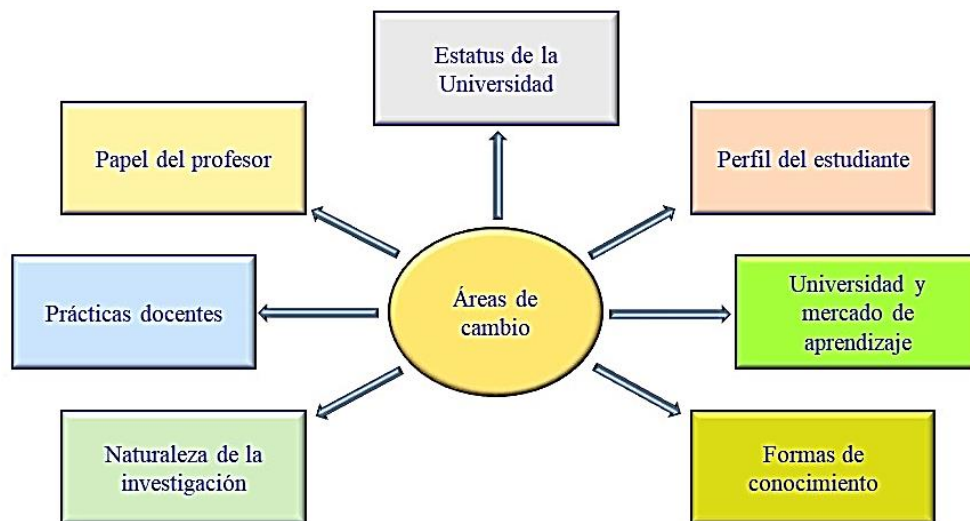 Estatus de la
Universidad
Papel del profesor
Perfil del estudiante
Prácticas docentes
Áreas de
cambio
Universidad y
mercado de
aprendizaje
Naturaleza de la
investigación
Formas de
conocimiento